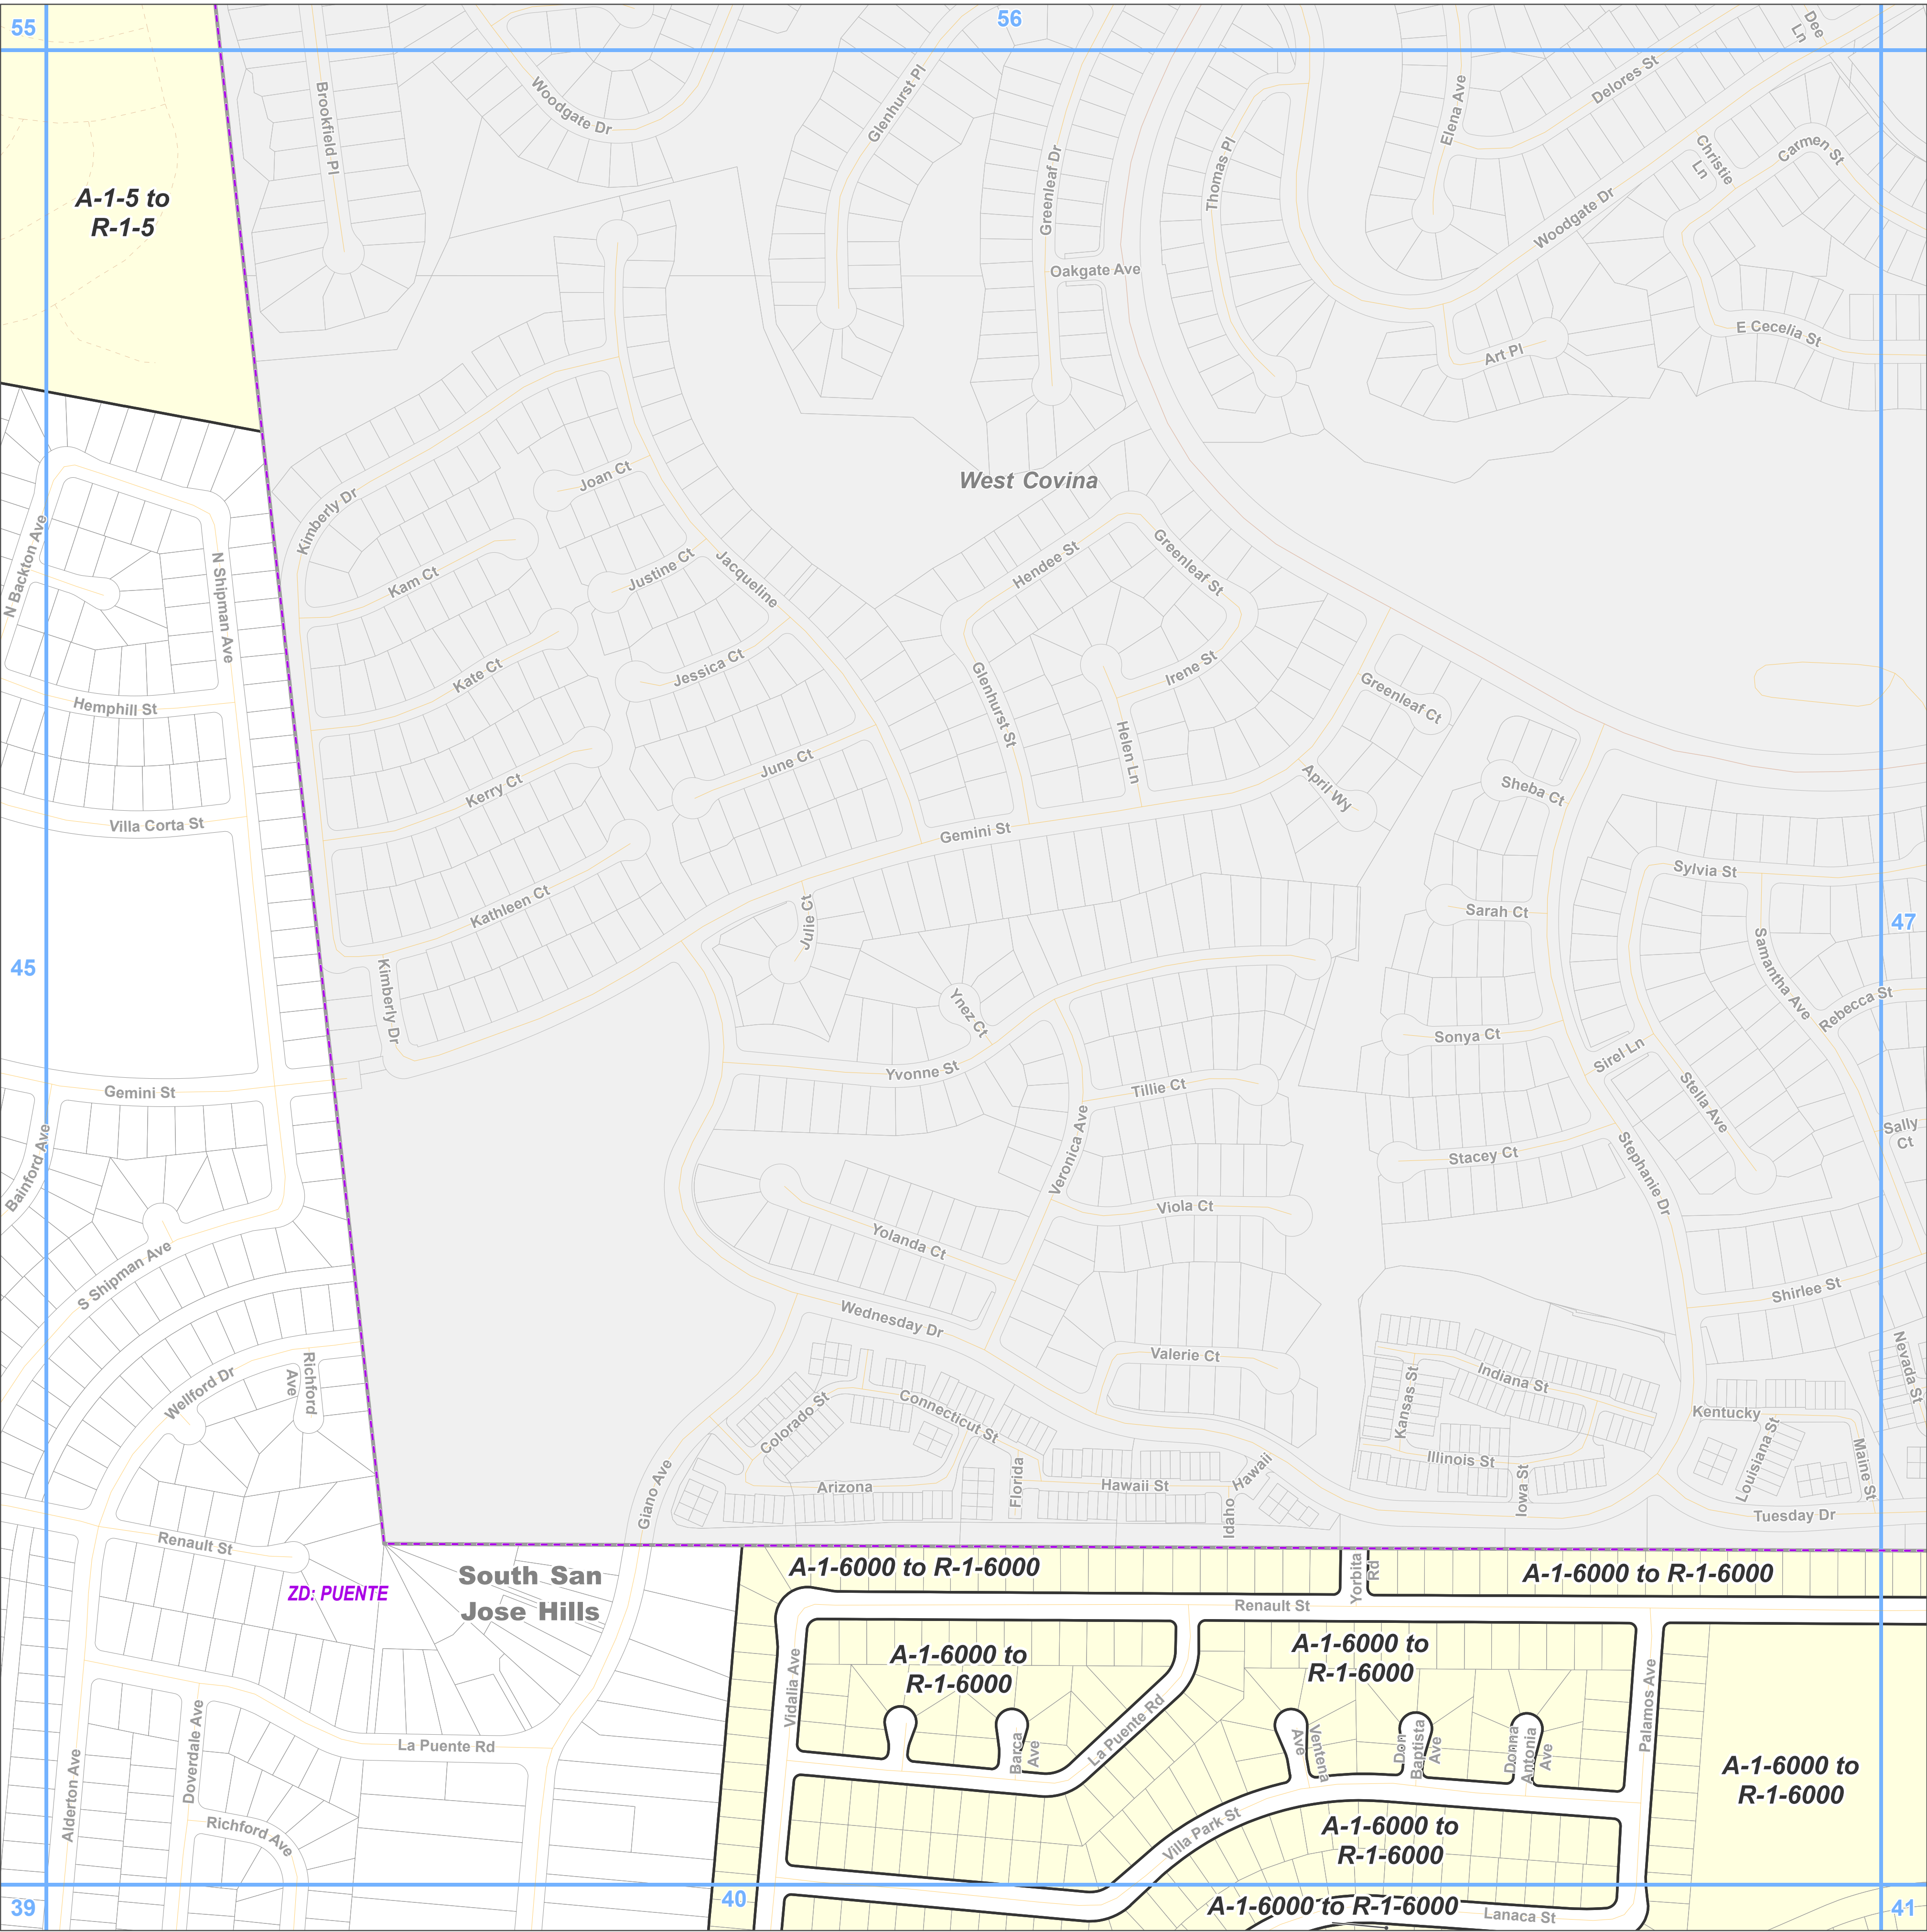 55
56
Dee
Ln
Brookfield Pl
Woodgate Dr
Glenhurst Pl
Greenleaf Dr
Thomas Pl
Elena Ave
Delores St
Christie
Ln
Carmen St
A-1-5 to
R-1-5
Woodgate Dr
Oakgate Ave
E Cecelia St
Art Pl
West Covina
Joan Ct
Kimberly Dr
N Backton Ave
N Shipman Ave
Kam Ct
Justine Ct
Jacqueline
Hendee St
Greenleaf St
Kate Ct
Jessica Ct
Glenhurst St
Irene St
Greenleaf Ct
Hemphill St
Helen Ln
June Ct
Kerry Ct
April Wy
Sheba Ct
Villa Corta St
Gemini St
Sylvia St
Kathleen Ct
Julie Ct
Sarah Ct
47
45
Samantha Ave
Kimberly Dr
Ynez Ct
Rebecca St
Sonya Ct
Sirel Ln
Yvonne St
Gemini St
Tillie Ct
Stella Ave
Bainford Ave
Veronica Ave
Stacey Ct
Stephanie Dr
Sally
Ct
Viola Ct
Yolanda Ct
S Shipman Ave
Shirlee St
Wednesday Dr
Valerie Ct
Nevada St
Richford
Ave
Wellford Dr
Indiana St
Kansas St
Colorado St
Connecticut St
Kentucky
Louisiana St
Maine St
Illinois St
Iowa St
Giano Ave
Arizona
Florida
Hawaii St
Hawaii
Idaho
Tuesday Dr
Renault St
South San
Jose Hills
ZD: PUENTE
A-1-6000 to R-1-6000
Yorbita
Rd
A-1-6000 to R-1-6000
Renault St
A-1-6000 to
R-1-6000
A-1-6000 to
R-1-6000
Vidalia Ave
La Puente Rd
Palamos Ave
Barca
Ave
Ventena
Ave
Don
Baptista
Ave
Donna
Antonia
Ave
La Puente Rd
Doverdale Ave
Alderton Ave
Richford Ave
Villa Park St
A-1-6000 to
R-1-6000
A-1-6000 to
R-1-6000
39
40
A-1-6000 to R-1-6000
Lanaca St
41